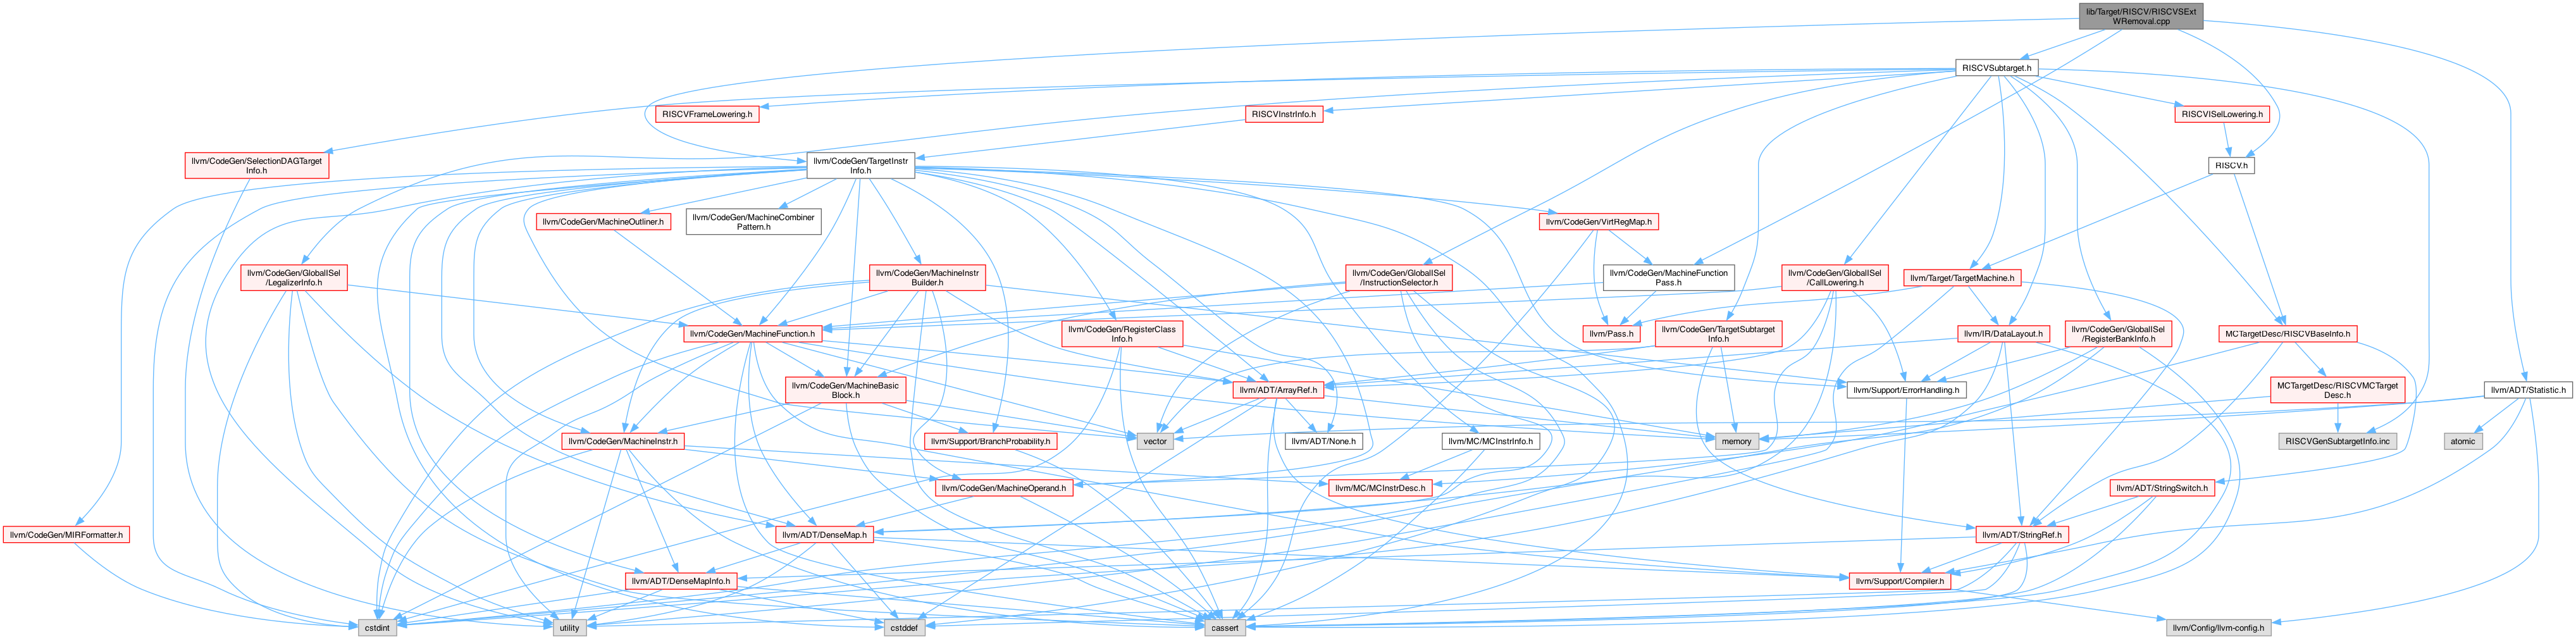 lib/Target/RISCV/RISCVSExt
WRemoval.cpp
RISCVSubtarget.h
RISCVFrameLowering.h
RISCVInstrInfo.h
RISCVISelLowering.h
llvm/CodeGen/SelectionDAGTarget
Info.h
llvm/CodeGen/TargetInstr
Info.h
RISCV.h
llvm/CodeGen/MachineOutliner.h
llvm/CodeGen/MachineCombiner
Pattern.h
llvm/CodeGen/VirtRegMap.h
llvm/CodeGen/GlobalISel
/LegalizerInfo.h
llvm/CodeGen/MachineInstr
Builder.h
llvm/CodeGen/GlobalISel
/InstructionSelector.h
llvm/CodeGen/MachineFunction
Pass.h
llvm/CodeGen/GlobalISel
/CallLowering.h
llvm/Target/TargetMachine.h
llvm/CodeGen/MachineFunction.h
llvm/CodeGen/RegisterClass
Info.h
llvm/Pass.h
llvm/CodeGen/TargetSubtarget
Info.h
llvm/IR/DataLayout.h
llvm/CodeGen/GlobalISel
/RegisterBankInfo.h
MCTargetDesc/RISCVBaseInfo.h
llvm/CodeGen/MachineBasic
Block.h
llvm/ADT/ArrayRef.h
llvm/Support/ErrorHandling.h
MCTargetDesc/RISCVMCTarget
Desc.h
llvm/ADT/Statistic.h
llvm/CodeGen/MachineInstr.h
llvm/Support/BranchProbability.h
vector
llvm/ADT/None.h
llvm/MC/MCInstrInfo.h
memory
RISCVGenSubtargetInfo.inc
atomic
llvm/CodeGen/MachineOperand.h
llvm/MC/MCInstrDesc.h
llvm/ADT/StringSwitch.h
llvm/CodeGen/MIRFormatter.h
llvm/ADT/DenseMap.h
llvm/ADT/StringRef.h
llvm/ADT/DenseMapInfo.h
llvm/Support/Compiler.h
cstdint
utility
cstddef
cassert
llvm/Config/llvm-config.h